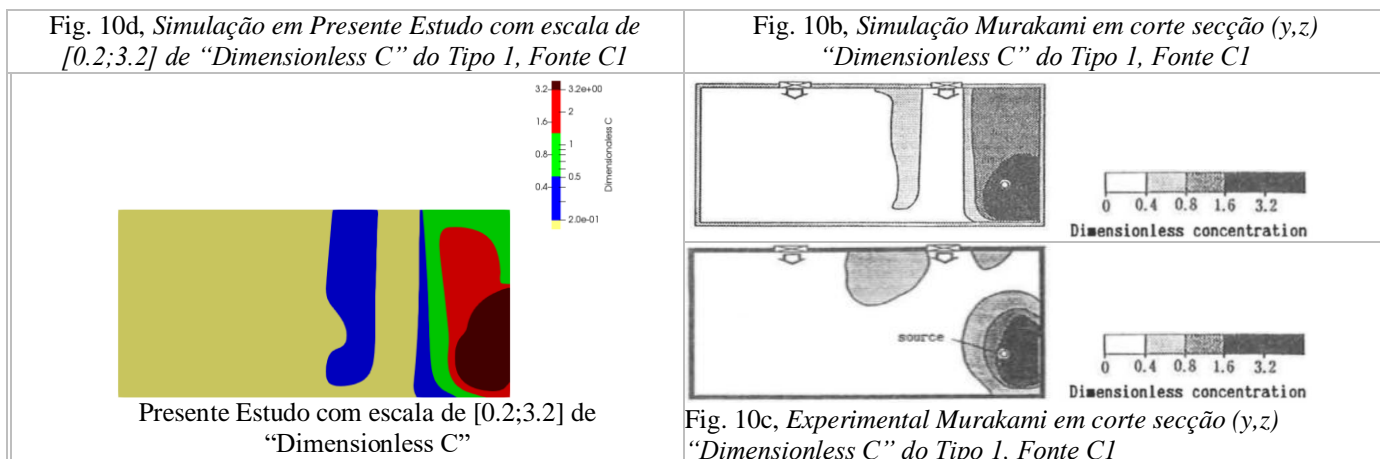 Fig. 10d, Simulação em Presente Estudo com escala de
[0.2;3.2] de “Dimensionless C” do Tipo 1, Fonte C1
3.2 3.2e+00
2
1.6
1
0.8
0.5
0.4
2.0e-01
Dimensionaless C
Presente Estudo com escala de [0.2;3.2] de
“Dimensionless C”
Fig. 10b, Simulação Murakami em corte secção (y,z)
“Dimensionless C” do Tipo 1, Fonte C1
0 0.4 0.8 1.6 3.2
Dimensionless concentration
source
0 0.4 0.8 1.6 3.2
Dimensionless concentration
Fig. 10c, Experimental Murakami em corte secção (y,z)
“Dimensionless C” do Tipo 1, Fonte C1